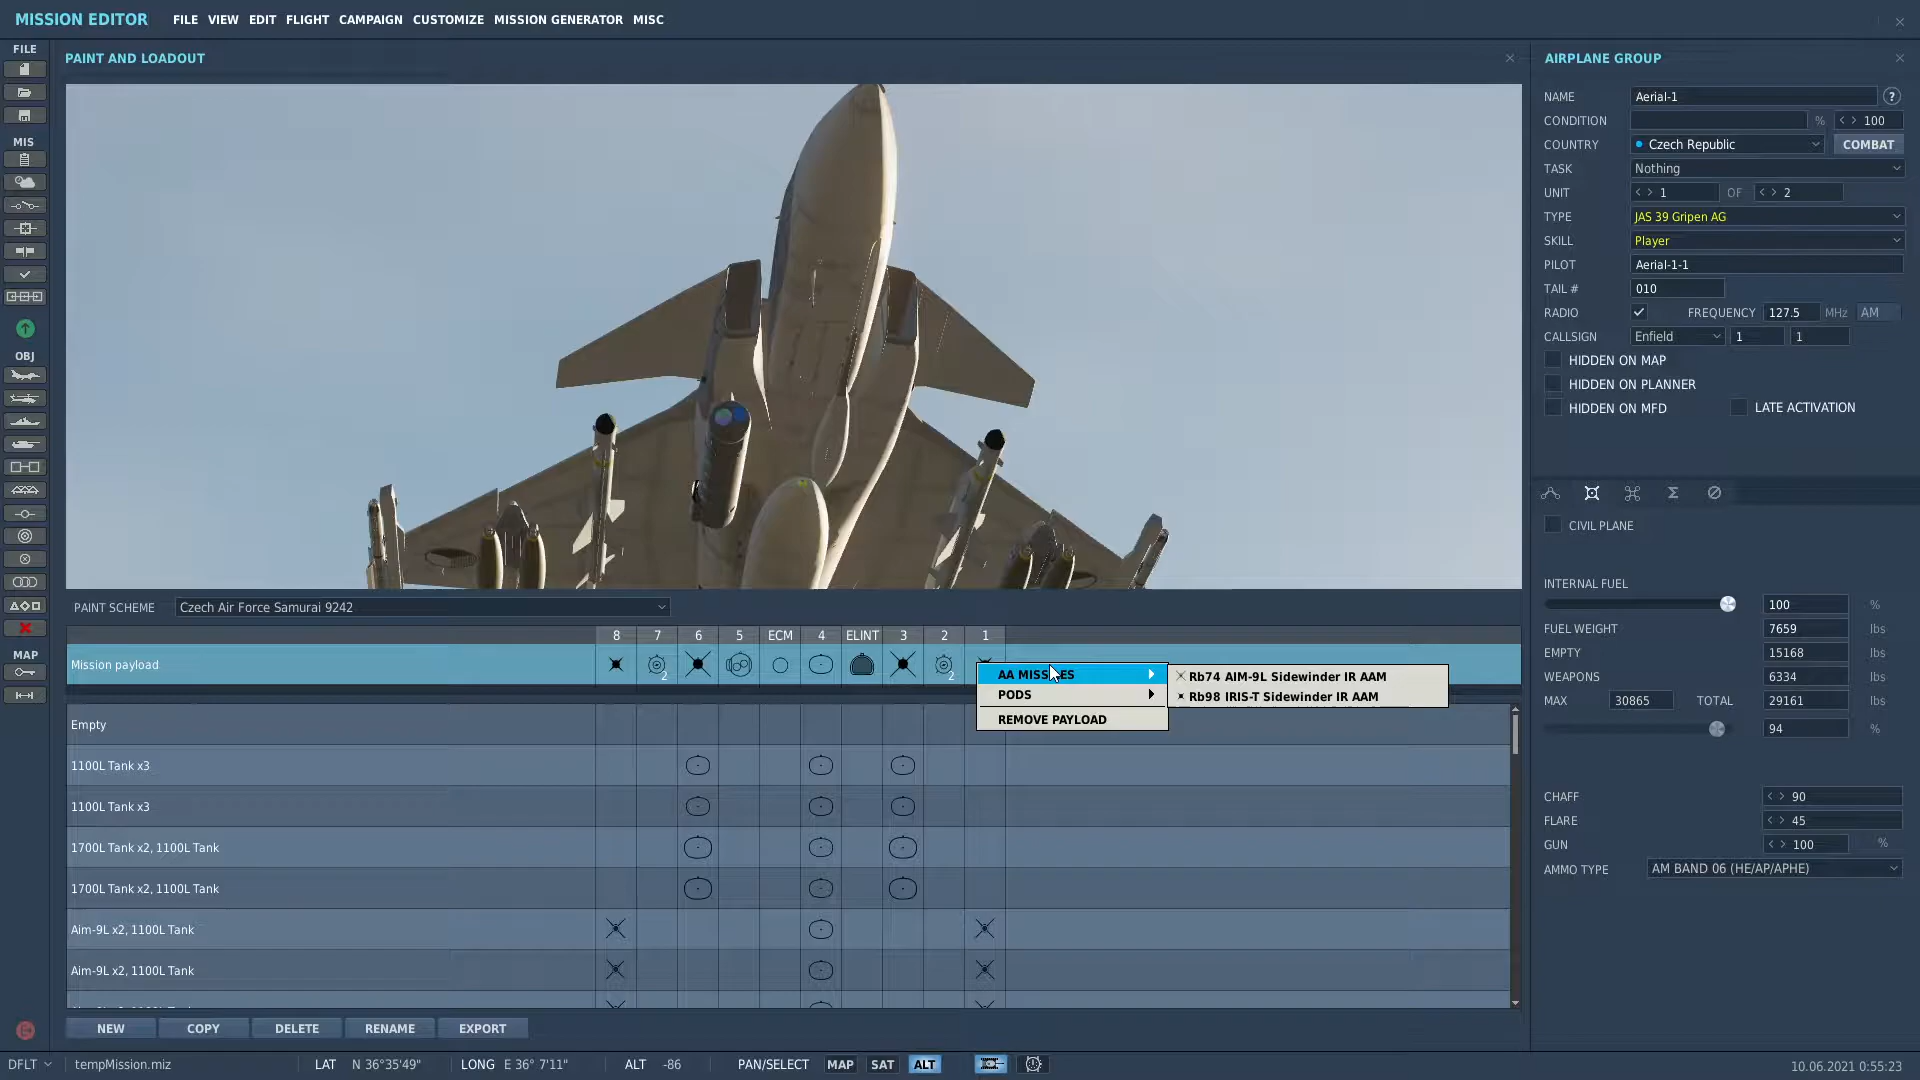 MISSION EDITOR FILE VIEW EDIT FLIGHT CAMPAIGN CUSTOMIZE MISSION GENERATOR MISC
FILE
MIS
OBJ
MAP
PAINT AND LOADOUT
PAINT SCHEME Czech Air Force Samurai 9242
8 7 6 5 ECM 4 ELINT 3 2 1
Mission payload 2 2
AA MISSILES
PODS
REMOVE PAYLOAD
Rb74 AIM-9L Sidewinder IR AAM
Rb98 IRIS-T Sidewinder IR AAM
Empty
1100L Tank x3
1100L Tank x3
1700L Tank x2, 1100L Tank
1700L Tank x2, 1100L Tank
Aim-9L x2, 1100L Tank
Aim-9L x2, 1100L Tank
NEW COPY DELETE RENAME EXPORT
AIRPLANE GROUP
NAME Aerial-1 ?
CONDITION % < > 100
COUNTRY Czech Republic COMBAT
TASK Nothing
UNIT < > 1 OF < > 2
TYPE JAS 39 Gripen AG
SKILL Player
PILOT Aerial-1-1
TAIL # 010
RADIO FREQUENCY 127.5 MHz AM
CALLSIGN Enfield 1 1
HIDDEN ON MAP
HIDDEN ON PLANNER
HIDDEN ON MFD LATE ACTIVATION
CIVIL PLANE
INTERNAL FUEL
100 %
FUEL WEIGHT 7659 lbs
EMPTY 15168 lbs
WEAPONS 6334 lbs
MAX 30865 TOTAL 29161 lbs
94 %
CHAFF < > 90
FLARE < > 45
GUN < > 100 %
AMMO TYPE AM BAND 06 (HE/AP/APHE)
DFLT tempMission.miz LAT N 36°35'49" LONG E 36° 7'11" ALT -86 PAN/SELECT MAP SAT ALT 10.06.2021 0:55:23